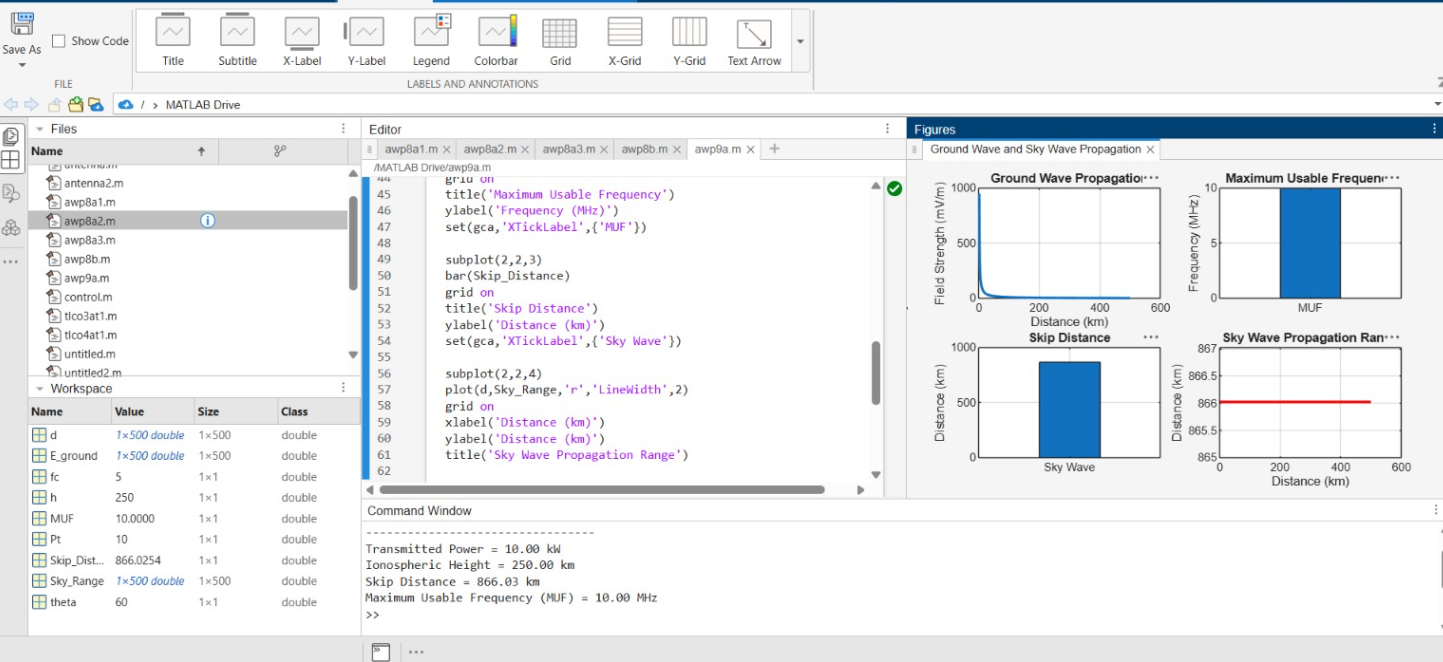 Save As
Show Code
FILE
Title
Subtitle
X-Label
Y-Label
Legend
Colorbar
Grid
X-Grid
Y-Grid
Text Arrow
LABELS AND ANNOTATIONS
/ > MATLAB Drive
Files
Name
antenna.m
antenna2.m
awp8a1.m
awp8a2.m
awp8a3.m
awp8b.m
awp9a.m
control.m
tlco3at1.m
tlco4at1.m
untitled.m
untitled2.m
Workspace
Name Value Size Class
d 1×500 double 1×500 double
E_ground 1×500 double 1×500 double
fc 5 1×1 double
h 250 1×1 double
MUF 10.0000 1×1 double
Pt 10 1×1 double
Skip_Dist... 866.0254 1×1 double
Sky_Range 1×500 double 1×500 double
theta 60 1×1 double
Editor
awp8a1.m × awp8a2.m × awp8a3.m × awp8b.m × awp9a.m × +
/MATLAB Drive/awp9a.m
44 grid on
45 title('Maximum Usable Frequency')
46 ylabel('Frequency (MHz)')
47 set(gca,'XTickLabel',{'MUF'})
48
49 subplot(2,2,3)
50 bar(Skip_Distance)
51 grid on
52 title('Skip Distance')
53 ylabel('Distance (km)')
54 set(gca,'XTickLabel',{'Sky Wave'})
55
56 subplot(2,2,4)
57 plot(d,Sky_Range,'r','LineWidth',2)
58 grid on
59 xlabel('Distance (km)')
60 ylabel('Distance (km)')
61 title('Sky Wave Propagation Range')
62
Command Window
--------------------------------
Transmitted Power = 10.00 kW
Ionospheric Height = 250.00 km
Skip Distance = 866.03 km
Maximum Usable Frequency (MUF) = 10.00 MHz
>>
Figures
Ground Wave and Sky Wave Propagation ×
Ground Wave Propagatio...
Field Strength (mV/m)
1000
500
0
0 200 400 600
Distance (km)
Maximum Usable Frequen...
Frequency (MHz)
10
5
0
MUF
Skip Distance
Distance (km)
1000
500
0
Sky Wave
Sky Wave Propagation Ran...
Distance (km)
867
866.5
866
865.5
865
0 200 400 600
Distance (km)